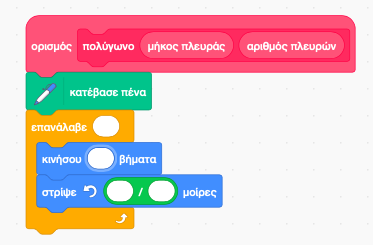 ορισμός πολύγωνο μήκος πλευράς αριθμός πλευρών
κατέβασε πένα
επανάλαβε
κινήσου βήματα
στρίψε / μοίρες